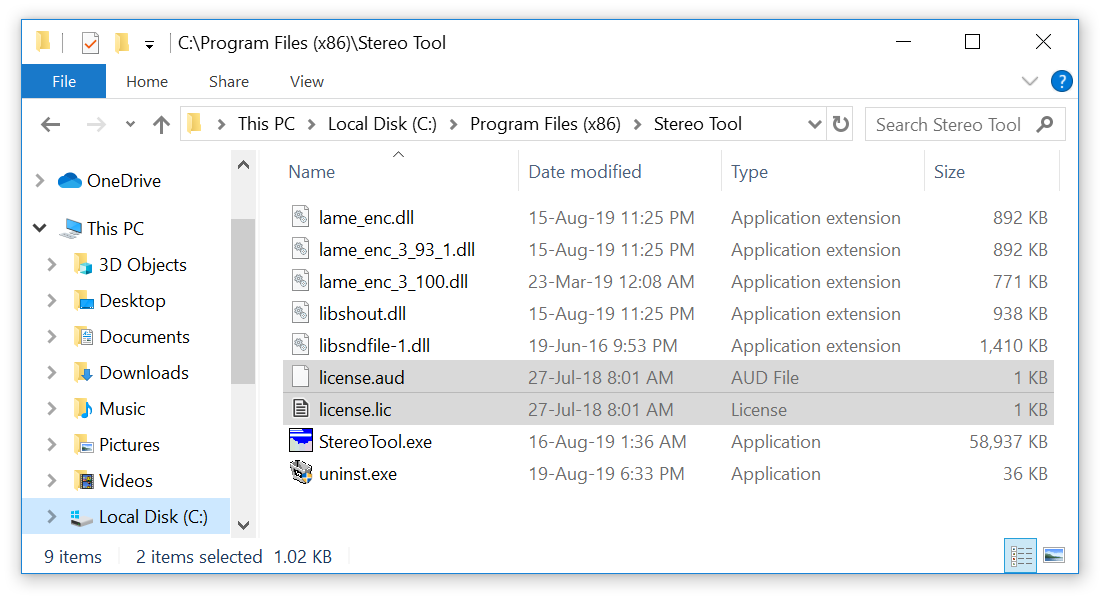 C:\Program Files (x86)\Stereo Tool
File Home Share View ?
This PC Local Disk (C:) Program Files (x86) Stereo Tool Search Stereo Tool
OneDrive
This PC
3D Objects
Desktop
Documents
Downloads
Music
Pictures
Videos
Local Disk (C:)
Name Date modified Type Size
lame_enc.dll 15-Aug-19 11:25 PM Application extension 892 KB
lame_enc_3_93_1.dll 15-Aug-19 11:25 PM Application extension 892 KB
lame_enc_3_100.dll 23-Mar-19 12:08 AM Application extension 771 KB
libshout.dll 15-Aug-19 11:25 PM Application extension 938 KB
libsndfile-1.dll 19-Jun-16 9:53 PM Application extension 1,410 KB
license.aud 27-Jul-18 8:01 AM AUD File 1 KB
license.lic 27-Jul-18 8:01 AM License 1 KB
StereoTool.exe 16-Aug-19 1:36 AM Application 58,937 KB
uninst.exe 19-Aug-19 6:33 PM Application 36 KB
9 items 2 items selected 1.02 KB